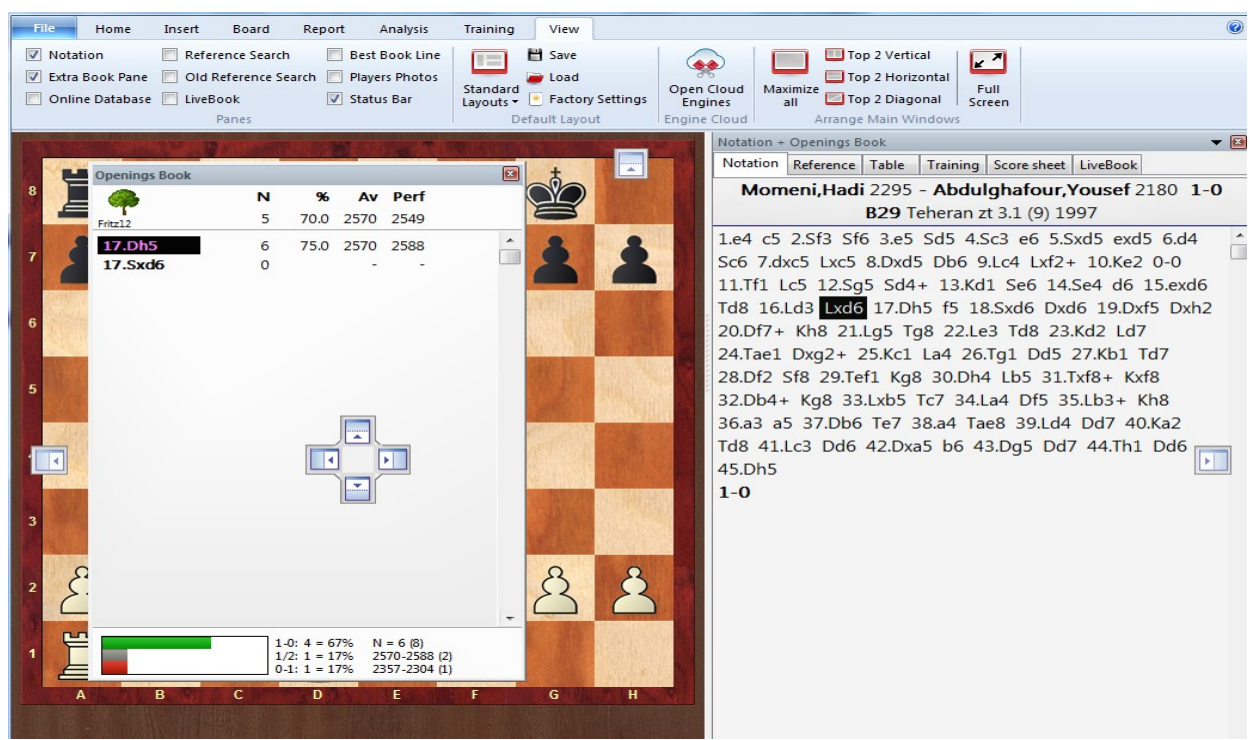 File Home Insert Board Report Analysis Training View
Notation Reference Search Best Book Line
Extra Book Pane Old Reference Search Players Photos
Online Database LiveBook Status Bar
Panes
Standard Layouts
Save
Load
Factory Settings
Default Layout
Open Cloud Engines
Engine Cloud
Maximize all
Top 2 Vertical
Top 2 Horizontal
Top 2 Diagonal
Full Screen
Arrange Main Windows
Openings Book
N % Av Perf
Fritz12 5 70.0 2570 2549
17.Dh5 6 75.0 2570 2588
17.Sxd6 0 - -
1-0: 4 = 67% N = 6 (8)
1/2: 1 = 17% 2570-2588 (2)
0-1: 1 = 17% 2357-2304 (1)
8
7
6
5
3
2
1
A B C D E F G H
Notation + Openings Book
Notation Reference Table Training Score sheet LiveBook
Momeni,Hadi 2295 - Abdulghafour,Yousef 2180 1-0
B29 Teheran zt 3.1 (9) 1997
1.e4 c5 2.Sf3 Sf6 3.e5 Sd5 4.Sc3 e6 5.Sxd5 exd5 6.d4
Sc6 7.dxc5 Lxc5 8.Dxd5 Db6 9.Lc4 Lxf2+ 10.Ke2 0-0
11.Tf1 Lc5 12.Sg5 Sd4+ 13.Kd1 Se6 14.Se4 d6 15.exd6
Td8 16.Ld3 Lxd6 17.Dh5 f5 18.Sxd6 Dxd6 19.Dxf5 Dxh2
20.Df7+ Kh8 21.Lg5 Tg8 22.Le3 Td8 23.Kd2 Ld7
24.Tae1 Dxg2+ 25.Kc1 La4 26.Tg1 Dd5 27.Kb1 Td7
28.Df2 Sf8 29.Tef1 Kg8 30.Dh4 Lb5 31.Txf8+ Kxf8
32.Db4+ Kg8 33.Lxb5 Tc7 34.La4 Df5 35.Lb3+ Kh8
36.a3 a5 37.Db6 Te7 38.a4 Tae8 39.Ld4 Dd7 40.Ka2
Td8 41.Lc3 Dd6 42.Dxa5 b6 43.Dg5 Dd7 44.Th1 Dd6
45.Dh5
1-0